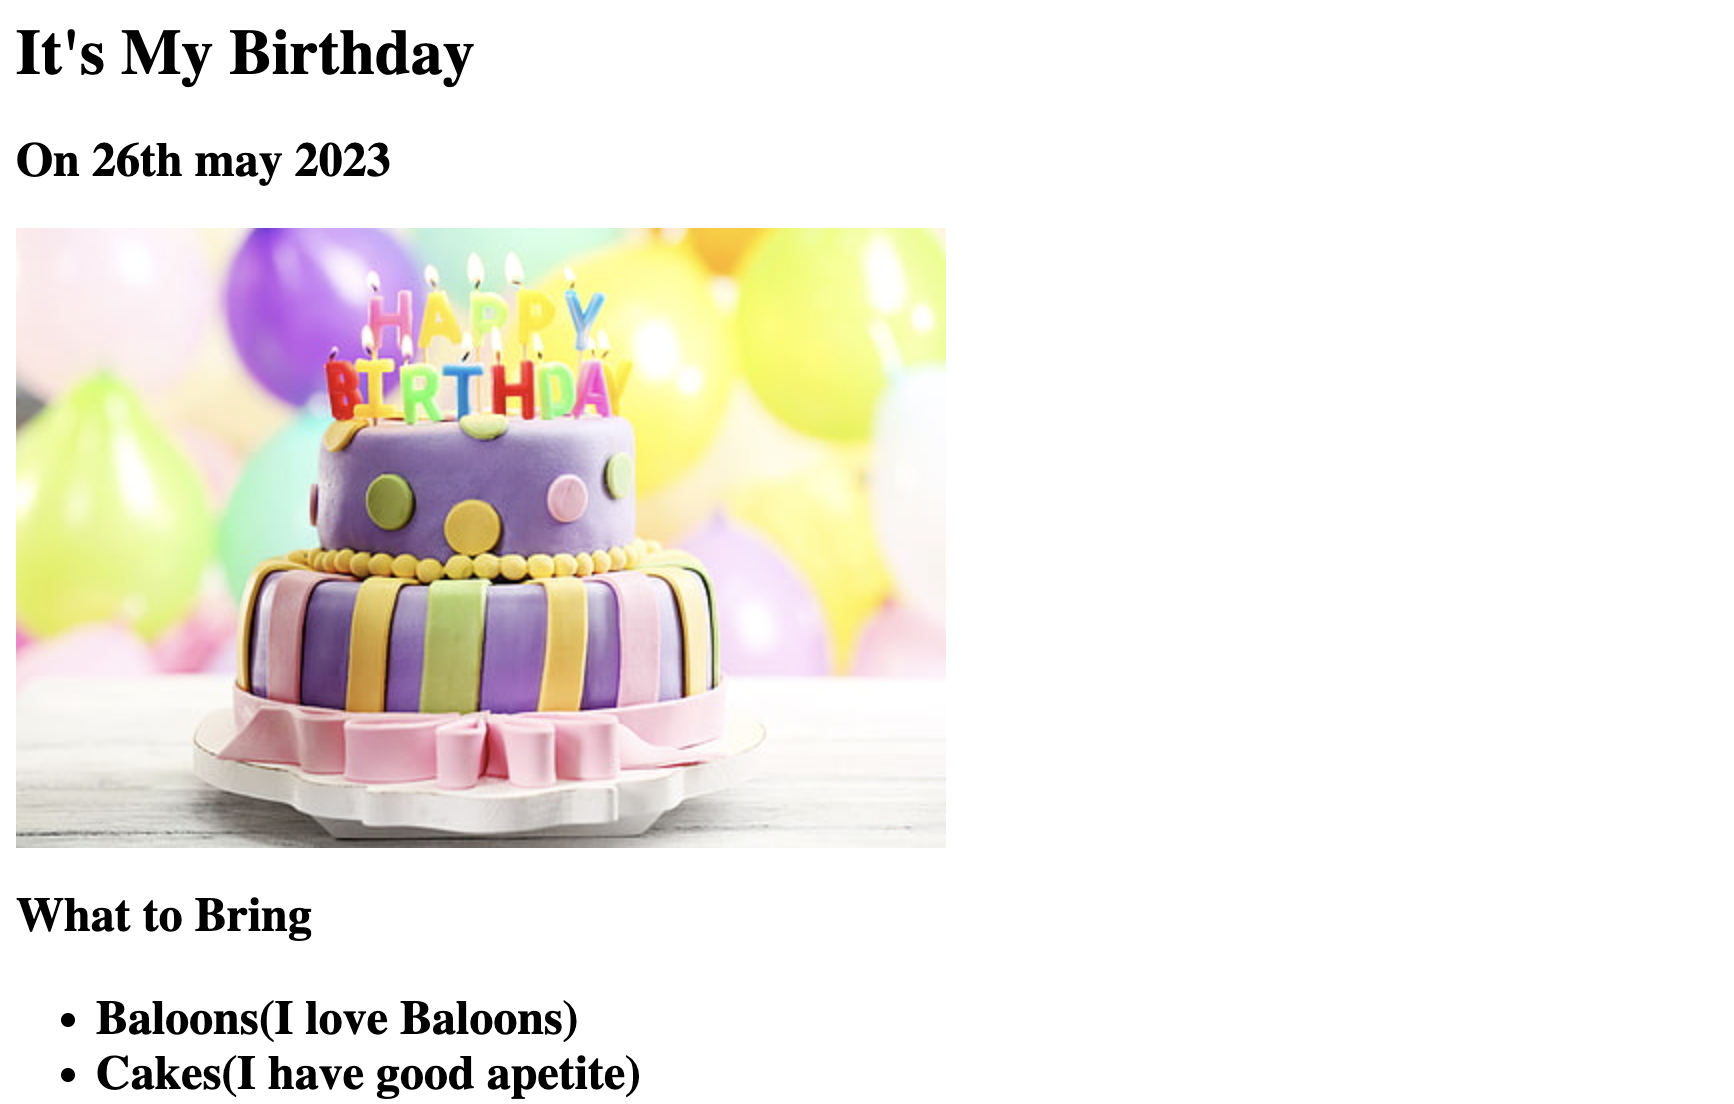 It's My Birthday
On 26th may 2023
HAPPY
BIRTHDAY
What to Bring
Baloons(I love Baloons)
Cakes(I have good apetite)